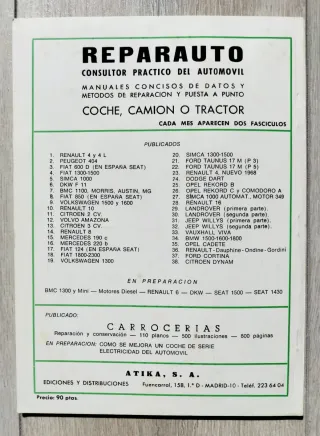 REPARAUTO
CONSULTOR PRACTICO DEL AUTOMOVIL
MANUALES CONCISOS DE DATOS Y
METODOS DE REPARACION Y PUESTA A PUNTO
COCHE, CAMION O TRACTOR
CADA MES APARECEN DOS FASCICULOS
PUBLICADOS
1. RENAULT 4 y 4 L
2. PEUGEOT 404
3. FIAT 600 D (EN ESPAÑA SEAT)
4. FIAT 1300-1500
5. SIMCA 1000
6. DKW F 11
7. BMC 1100, MORRIS, AUSTIN, MG
8. FIAT 850 (EN ESPAÑA SEAT)
9. VOLKSWAGEN 1500 y 1600
10. RENAULT 10
11. CITROEN 2 CV.
12. VOLVO AMAZONA
13. CITROEN 3 CV.
14. RENAULT 8
15. MERCEDES 190 c
16. MERCEDES 220 b
17. FIAT 124 (EN ESPAÑA SEAT)
18. FIAT 1800-2300
19. VOLKSWAGEN 1300
20. SIMCA 1300-1500
21. FORD TAUNUS 17 M (P 3)
22. FORD TAUNUS 17 M (P 5)
23. RENAULT 4, NUEVO 1968
24. DODGE DART
25. OPEL RECORD B
26. OPEL RECORD C y COMODORO A
27. SIMCA 1000 AUTOMAT., MOTOR 349
28. RENAULT 16
29. LANDROVER (primera parte).
30. LANDROVER (segunda parte).
31. JEEP WILLYS (primera parte).
32. JEEP WILLYS (segunda parte).
33. VAUXHALL VIVA
34. BMW 1500-1600-1800
35. OPEL CADETE
36. RENAULT-Dauphine-Ondine-Gordini
37. FORD CORTINA
38. CITROEN DYNAM
EN PREPARACION
BMC 1300 y Mini — Motores Diesel — RENAULT 6 — DKW — SEAT 1500 — SEAT 1430
PUBLICADO:
CARROCERIAS
Reparación y conservación — 110 planos — 500 ilustraciones — 600 páginas
EN PREPARACION: COMO SE MEJORA UN COCHE DE SERIE
ELECTRICIDAD DEL AUTOMOVIL
ATIKA, S. A.
EDICIONES Y DISTRIBUCIONES Fuencarral, 158, 1.º D - MADRID-10 - Teléf. 223 64 04
Precio: 90 ptas.